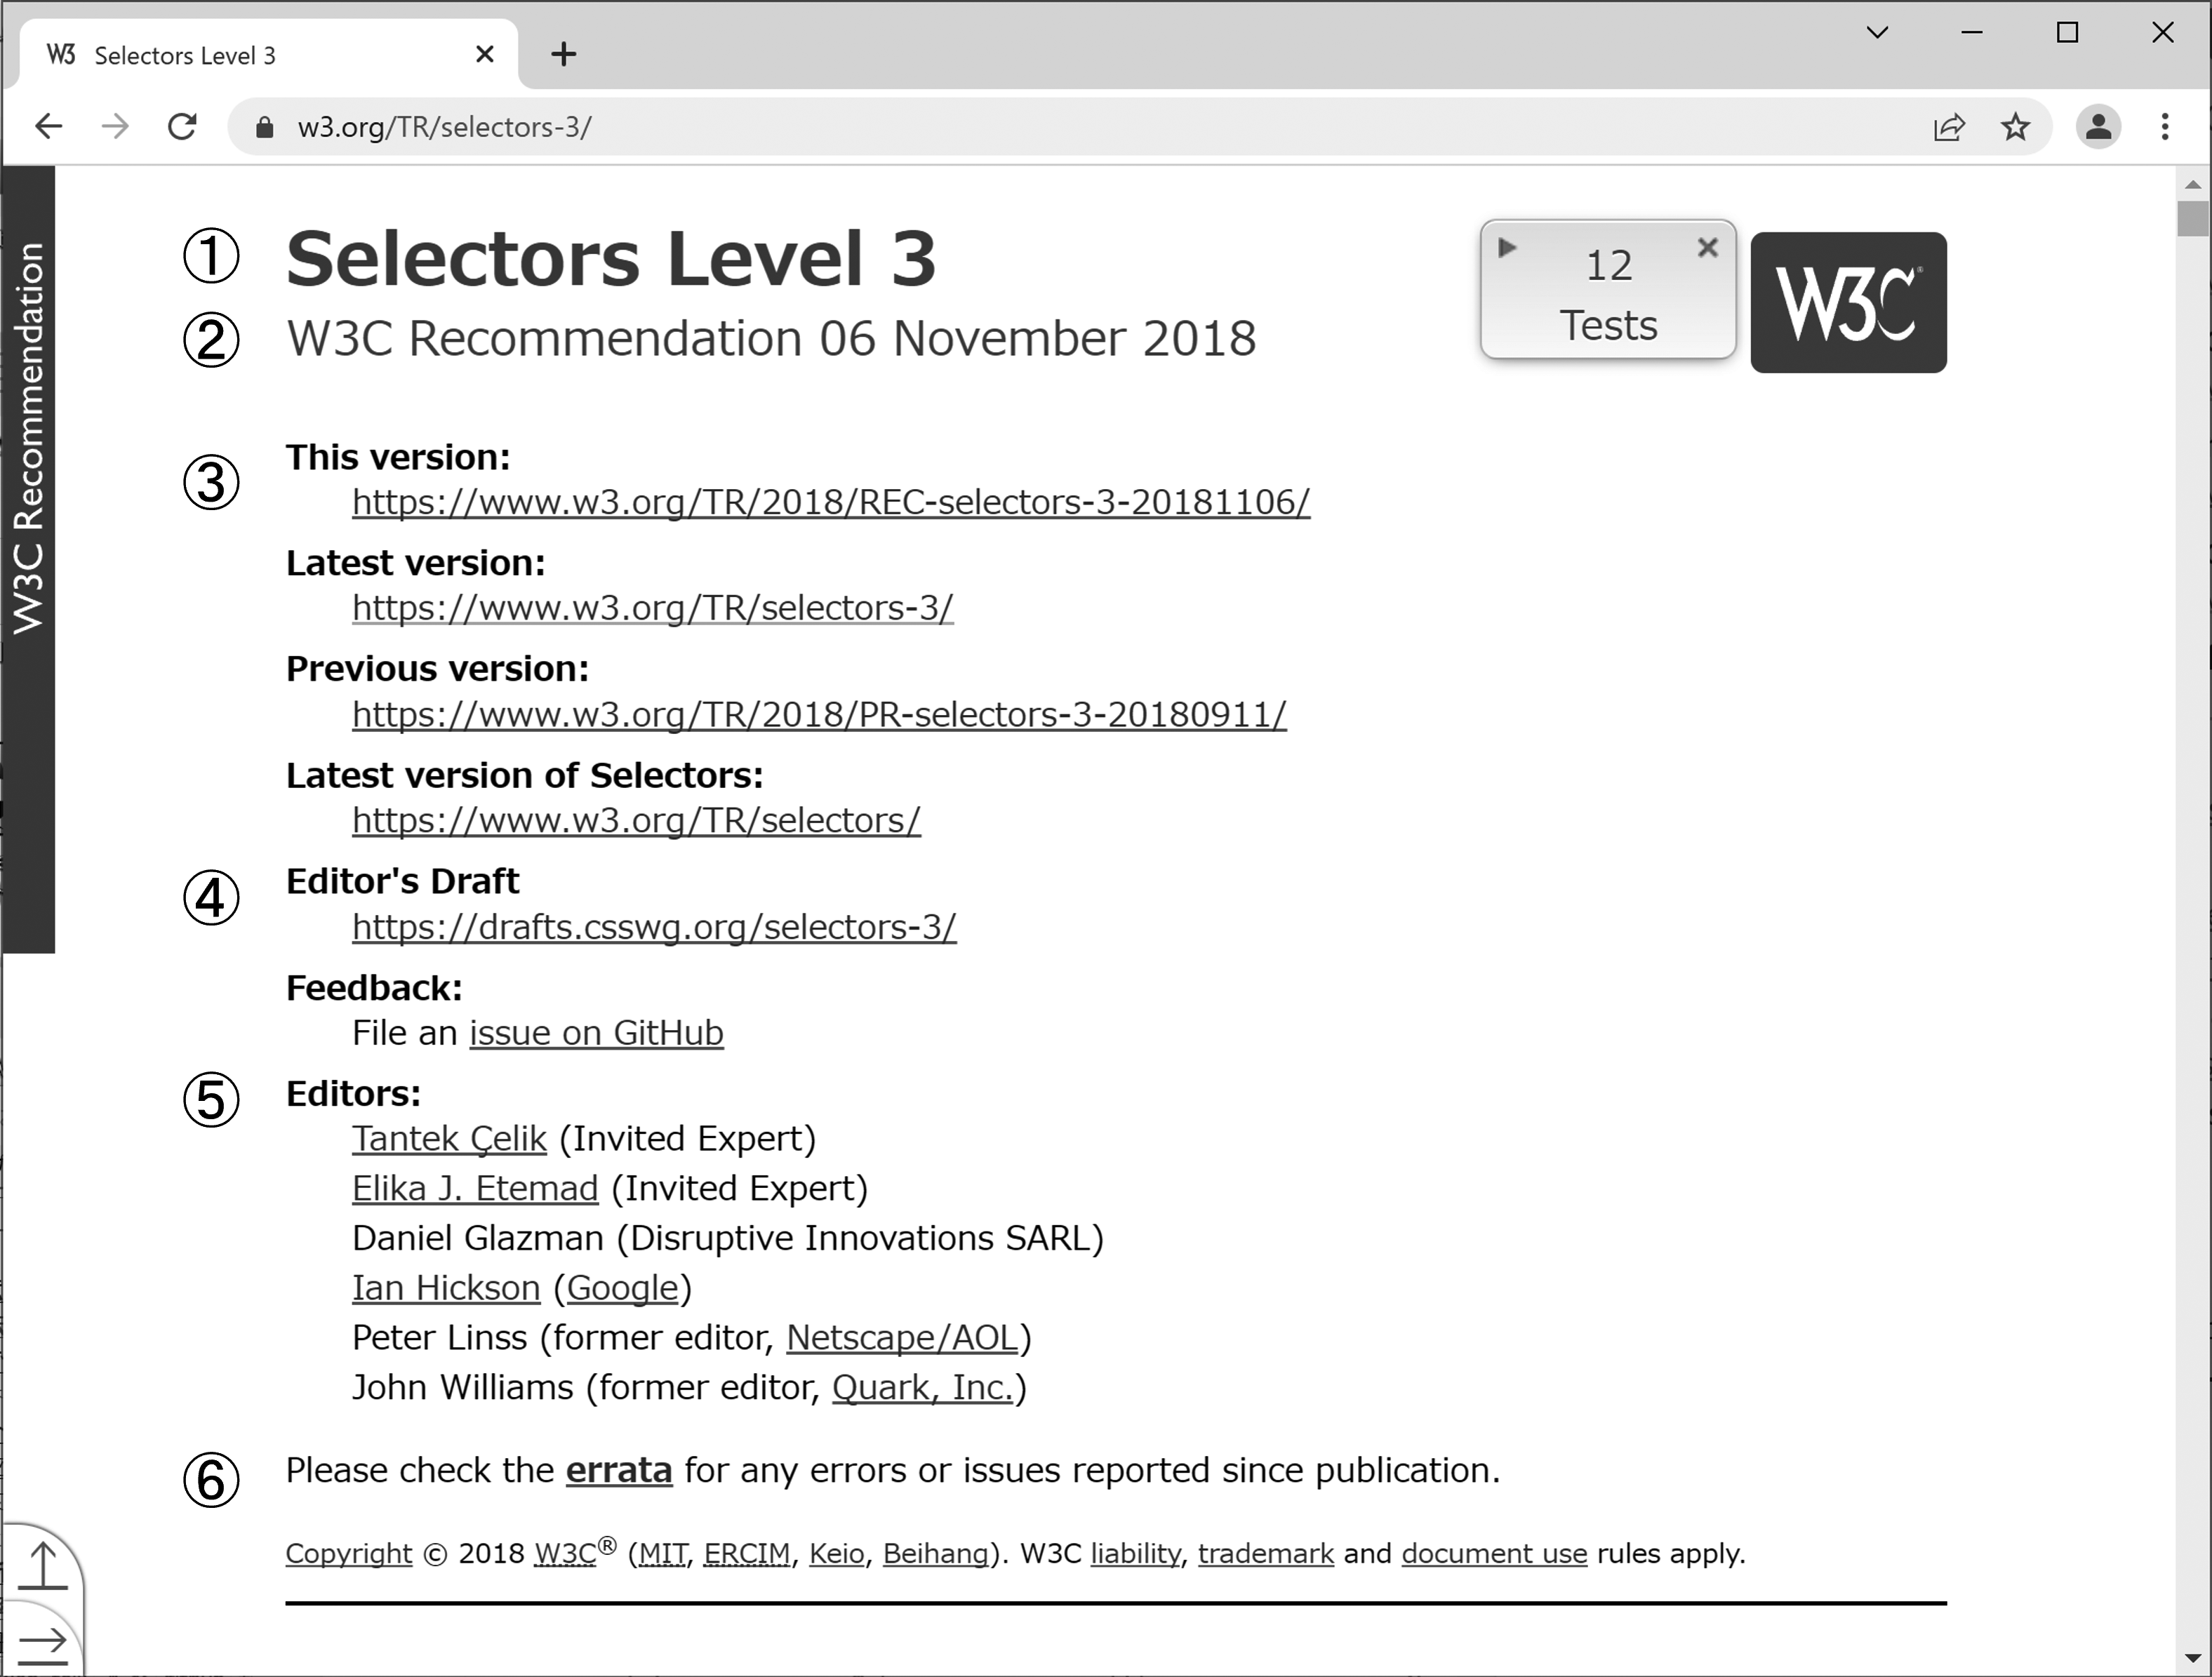 W3 Selectors Level 3
w3.org/TR/selectors-3/
W3C Recommendation
① Selectors Level 3
12
Tests
W3C®
② W3C Recommendation 06 November 2018
③ This version:
https://www.w3.org/TR/2018/REC-selectors-3-20181106/
Latest version:
https://www.w3.org/TR/selectors-3/
Previous version:
https://www.w3.org/TR/2018/PR-selectors-3-20180911/
Latest version of Selectors:
https://www.w3.org/TR/selectors/
④ Editor's Draft
https://drafts.csswg.org/selectors-3/
Feedback:
File an issue on GitHub
⑤ Editors:
Tantek Çelik (Invited Expert)
Elika J. Etemad (Invited Expert)
Daniel Glazman (Disruptive Innovations SARL)
Ian Hickson (Google)
Peter Linss (former editor, Netscape/AOL)
John Williams (former editor, Quark, Inc.)
⑥ Please check the errata for any errors or issues reported since publication.
Copyright © 2018 W3C® (MIT, ERCIM, Keio, Beihang). W3C liability, trademark and document use rules apply.